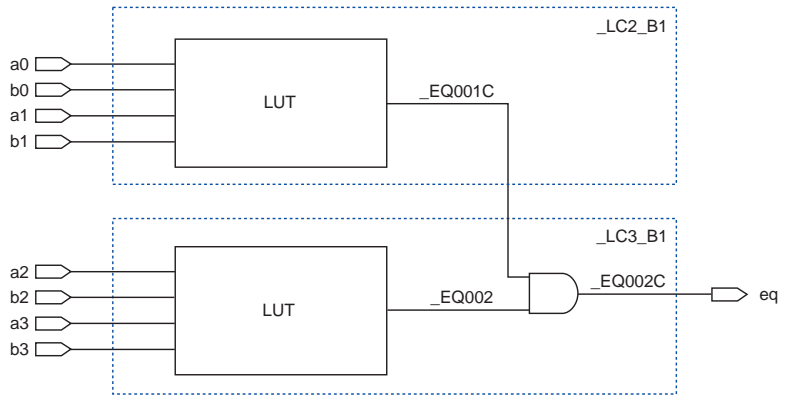 _LC2_B1
a0
b0
a1
b1
LUT
_EQ001C
_LC3_B1
a2
b2
a3
b3
LUT
_EQ002
_EQ002C
eq